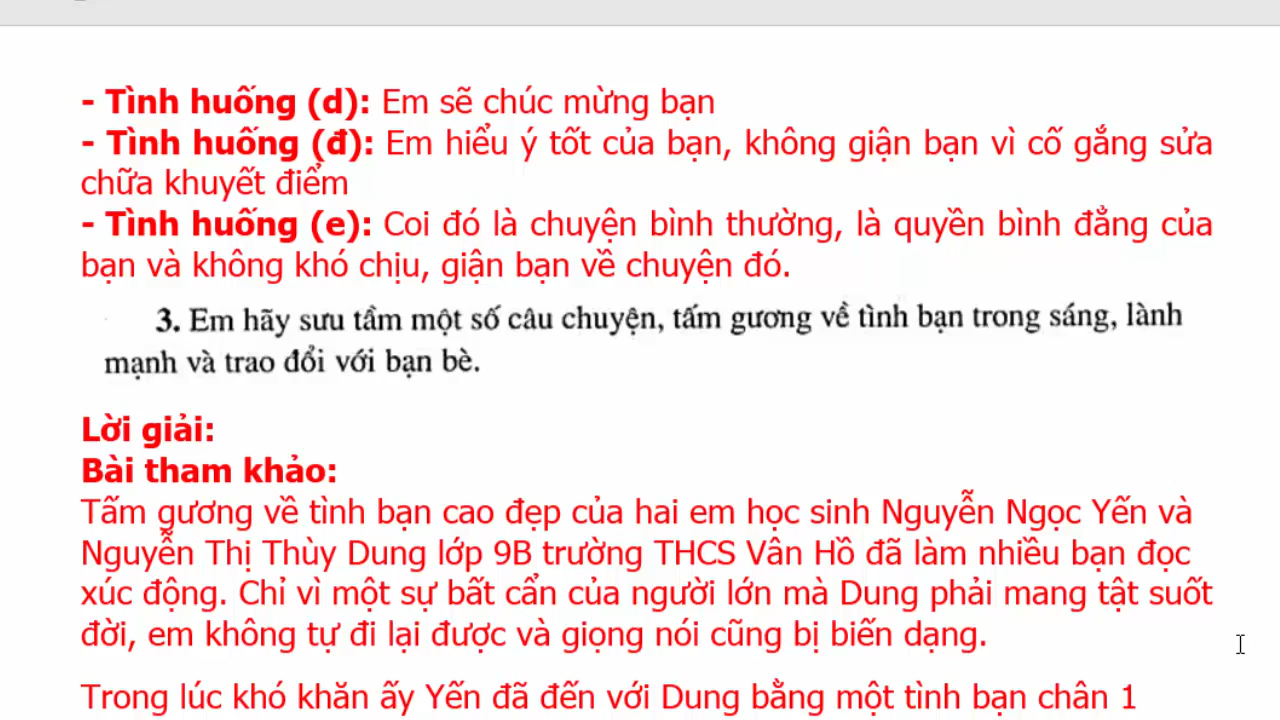 - Tình huống (d): Em sẽ chúc mừng bạn
- Tình huống (đ): Em hiểu ý tốt của bạn, không giận bạn vì cố gắng sửa
chữa khuyết điểm
- Tình huống (e): Coi đó là chuyện bình thường, là quyền bình đẳng của
bạn và không khó chịu, giận bạn về chuyện đó.
3. Em hãy sưu tầm một số câu chuyện, tấm gương về tình bạn trong sáng, lành
mạnh và trao đổi với bạn bè.
Lời giải:
Bài tham khảo:
Tấm gương về tình bạn cao đẹp của hai em học sinh Nguyễn Ngọc Yến và
Nguyễn Thị Thùy Dung lớp 9B trường THCS Vân Hồ đã làm nhiều bạn đọc
xúc động. Chỉ vì một sự bất cẩn của người lớn mà Dung phải mang tật suốt
đời, em không tự đi lại được và giọng nói cũng bị biến dạng.
Trong lúc khó khăn ấy Yến đã đến với Dung bằng một tình bạn chân 1